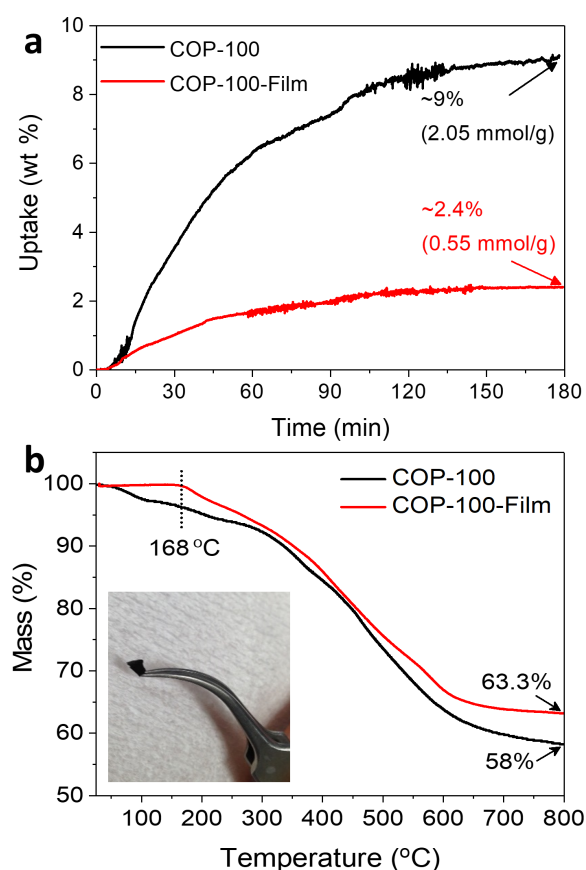 a
COP-100
COP-100-Film
~9%
(2.05 mmol/g)
~2.4%
(0.55 mmol/g)
Uptake (wt %)
10
8
6
4
2
0
0 30 60 90 120 150 180
Time (min)
b
COP-100
COP-100-Film
168 ºC
63.3%
58%
Mass (%)
100
90
80
70
60
50
100 200 300 400 500 600 700 800
Temperature (ºC)